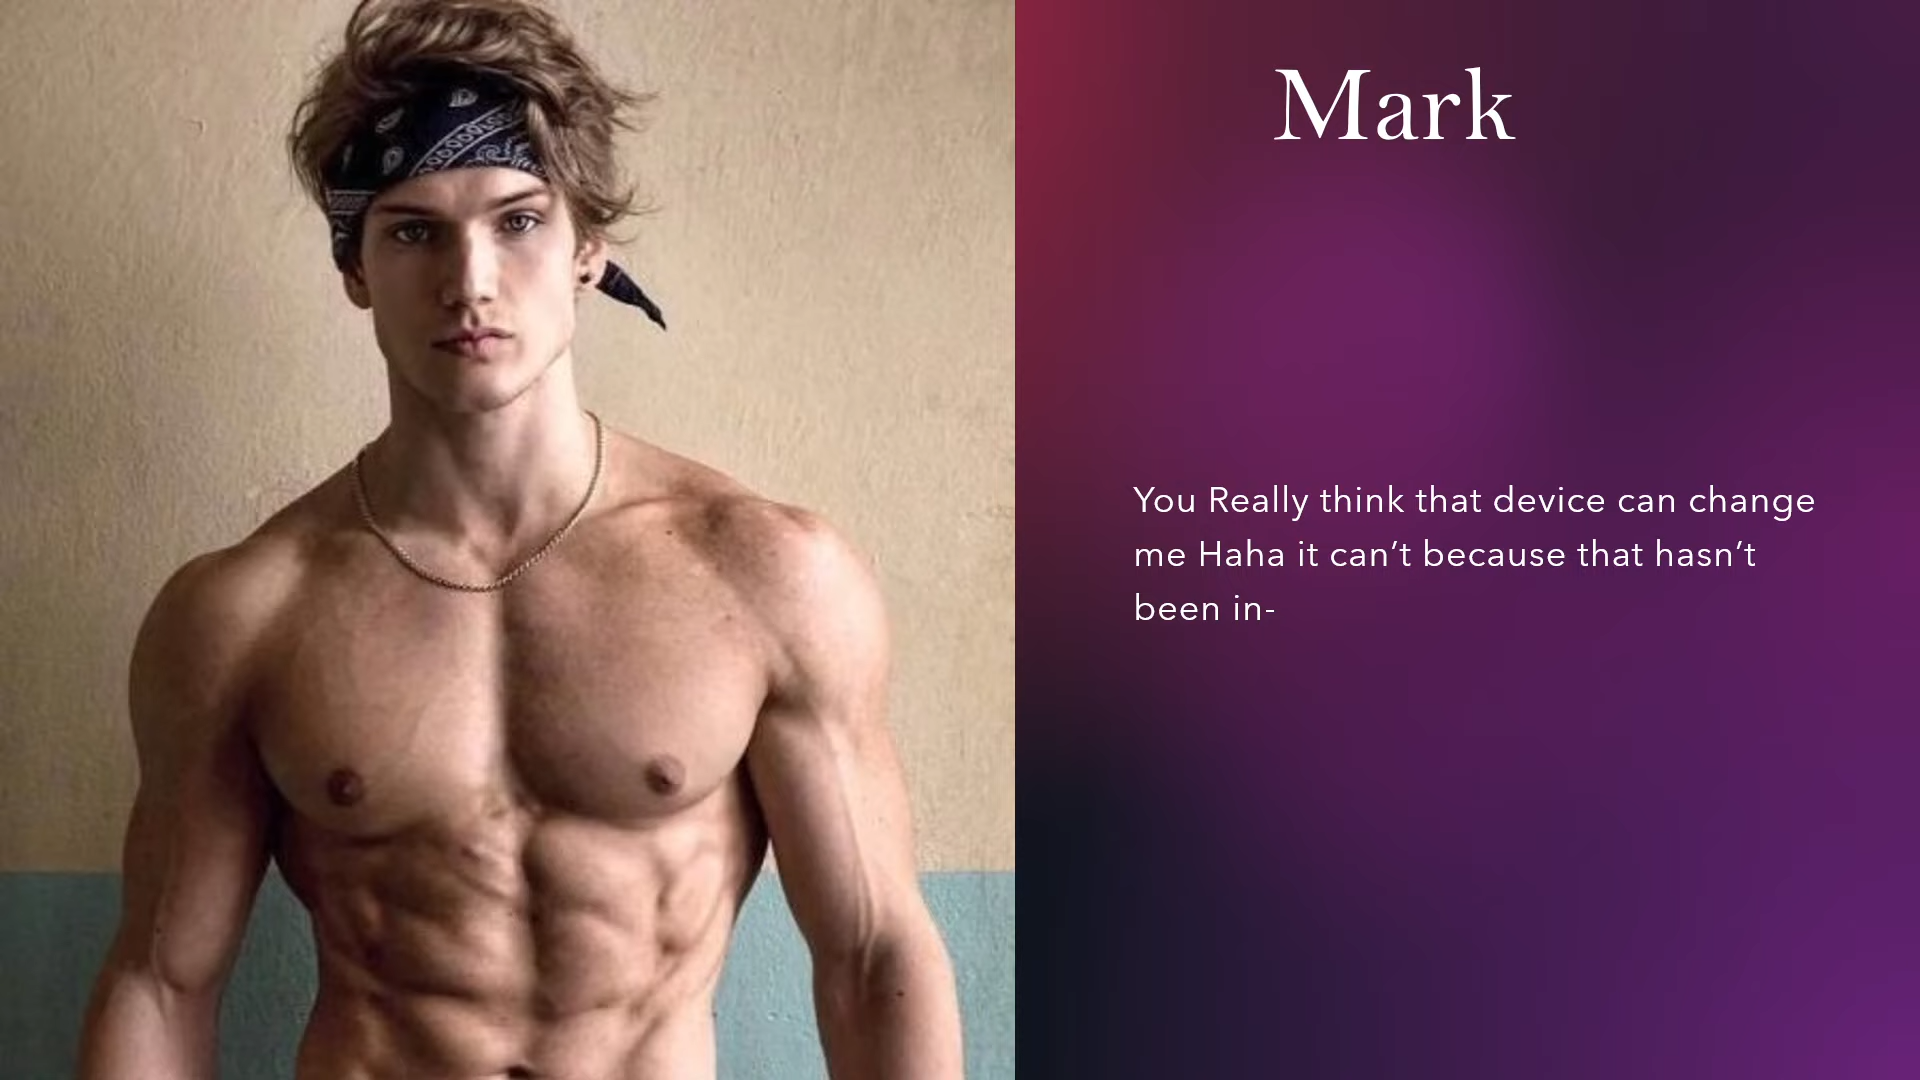 Mark
You Really think that device can change
me Haha it can’t because that hasn’t
been in-